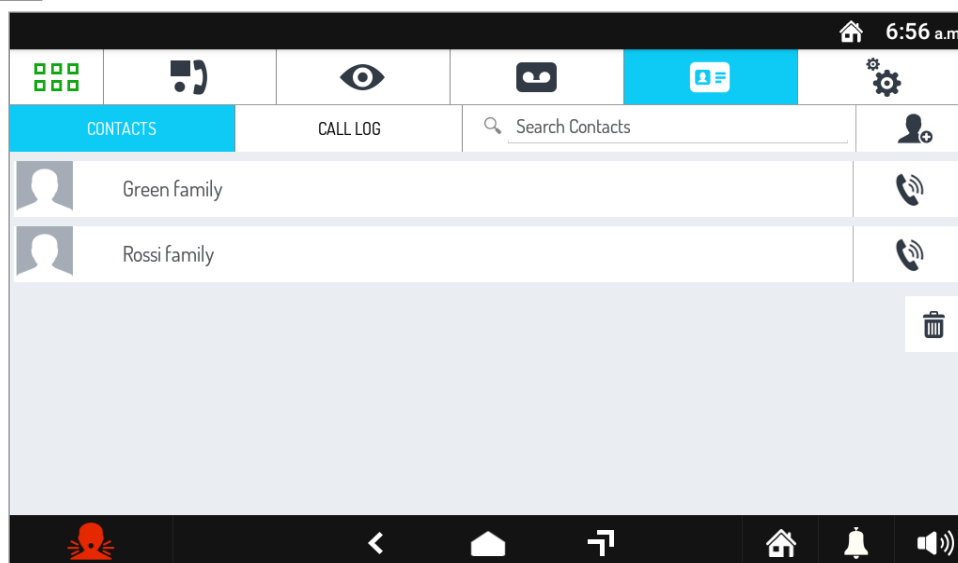 6:56 a.m
CONTACTS
CALL LOG
Search Contacts
Green family
Rossi family